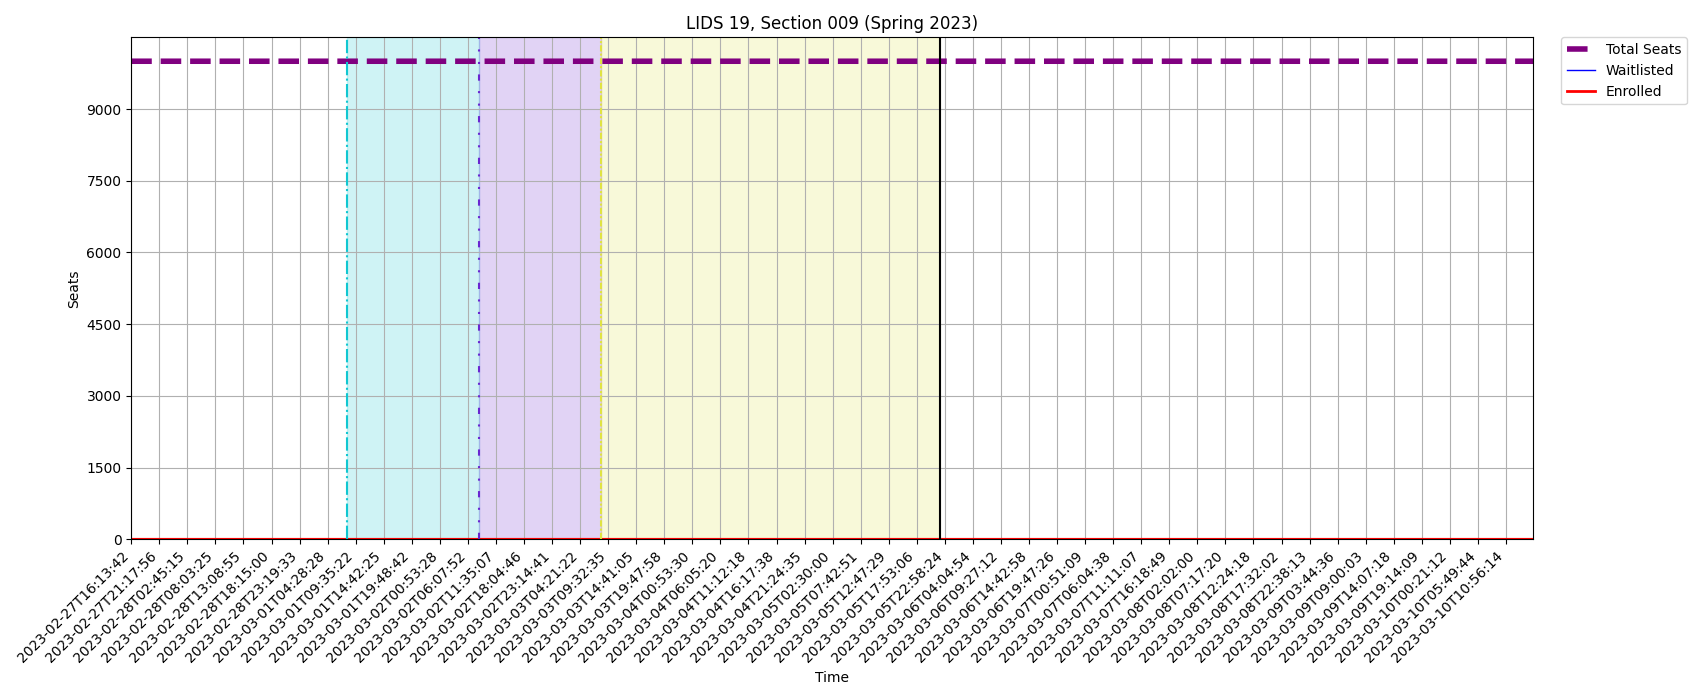 LIDS 19, Section 009 (Spring 2023)
Total Seats
Waitlisted
Enrolled
Seats
9000
7500
6000
4500
3000
1500
0
2023-02-27T16:13:42
2023-02-27T21:17:56
2023-02-28T02:45:15
2023-02-28T08:03:25
2023-02-28T13:08:55
2023-02-28T18:15:00
2023-02-28T23:19:33
2023-03-01T04:28:28
2023-03-01T09:35:22
2023-03-01T14:42:25
2023-03-01T19:48:42
2023-03-02T00:53:28
2023-03-02T06:07:52
2023-03-02T11:35:07
2023-03-02T18:04:46
2023-03-02T23:14:41
2023-03-03T04:21:22
2023-03-03T09:32:35
2023-03-03T14:41:05
2023-03-03T19:47:58
2023-03-04T00:53:30
2023-03-04T06:05:20
2023-03-04T11:12:18
2023-03-04T16:17:38
2023-03-04T21:24:35
2023-03-05T02:30:00
2023-03-05T07:42:51
2023-03-05T12:47:29
2023-03-05T17:53:06
2023-03-05T22:58:24
2023-03-06T04:04:54
2023-03-06T09:27:12
2023-03-06T14:42:58
2023-03-06T19:47:26
2023-03-07T00:51:09
2023-03-07T06:04:38
2023-03-07T11:11:07
2023-03-07T16:18:49
2023-03-08T02:02:00
2023-03-08T07:17:20
2023-03-08T12:24:18
2023-03-08T17:32:02
2023-03-08T22:38:13
2023-03-09T03:44:36
2023-03-09T09:00:03
2023-03-09T14:07:18
2023-03-09T19:14:09
2023-03-10T00:21:12
2023-03-10T05:49:44
2023-03-10T10:56:14
Time